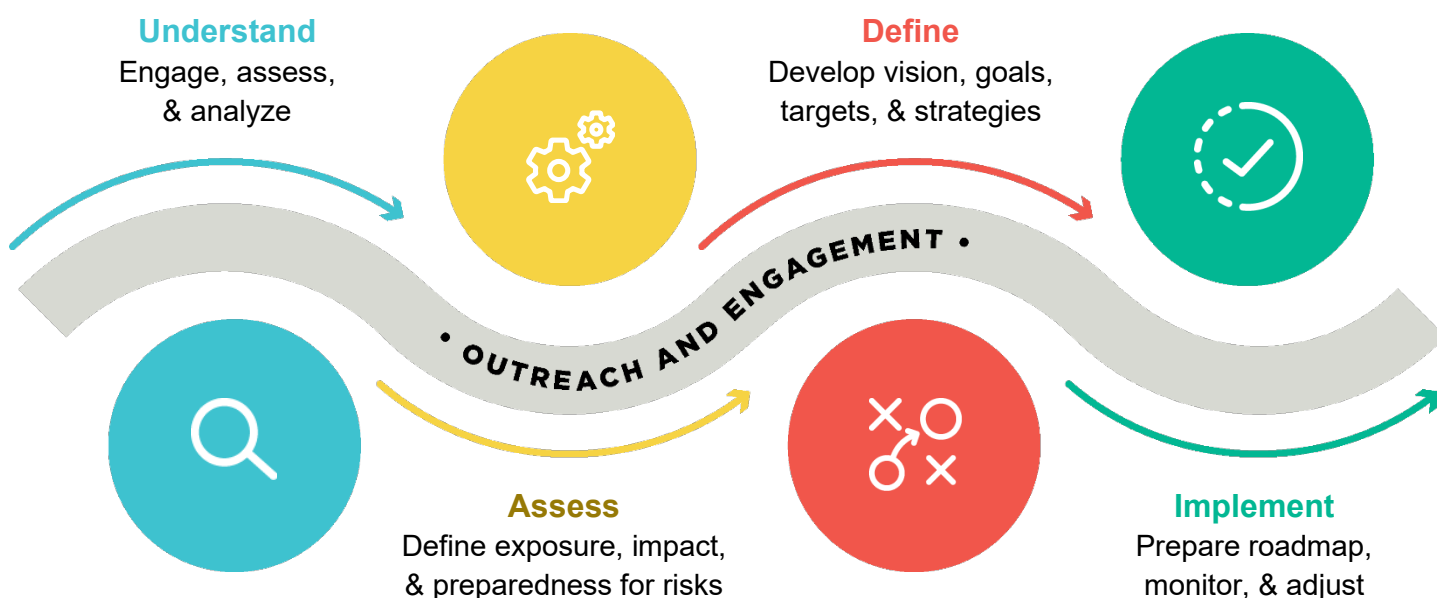 Understand
Engage, assess,
& analyze
Define
Develop vision, goals,
targets, & strategies
• OUTREACH AND ENGAGEMENT •
Assess
Define exposure, impact,
& preparedness for risks
Implement
Prepare roadmap,
monitor, & adjust